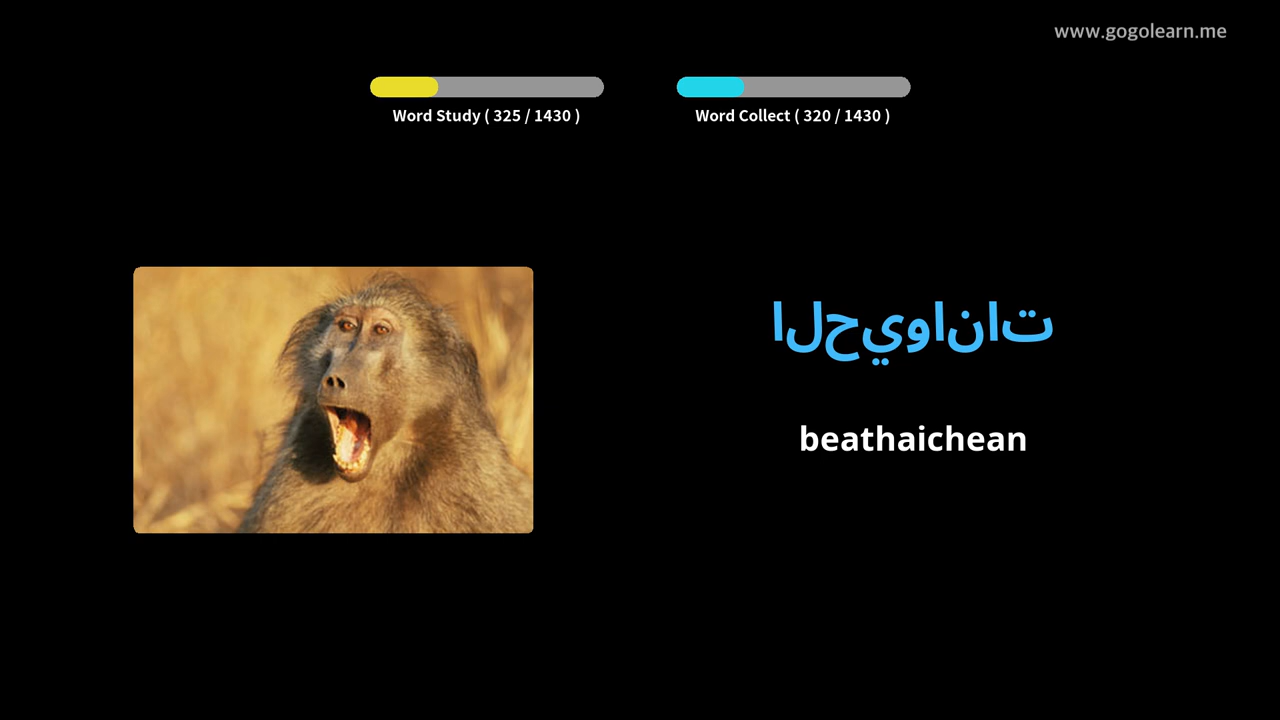 www.gogolearn.me
Word Study ( 325 / 1430 )
Word Collect ( 320 / 1430 )
الحيوانات
beathaichean